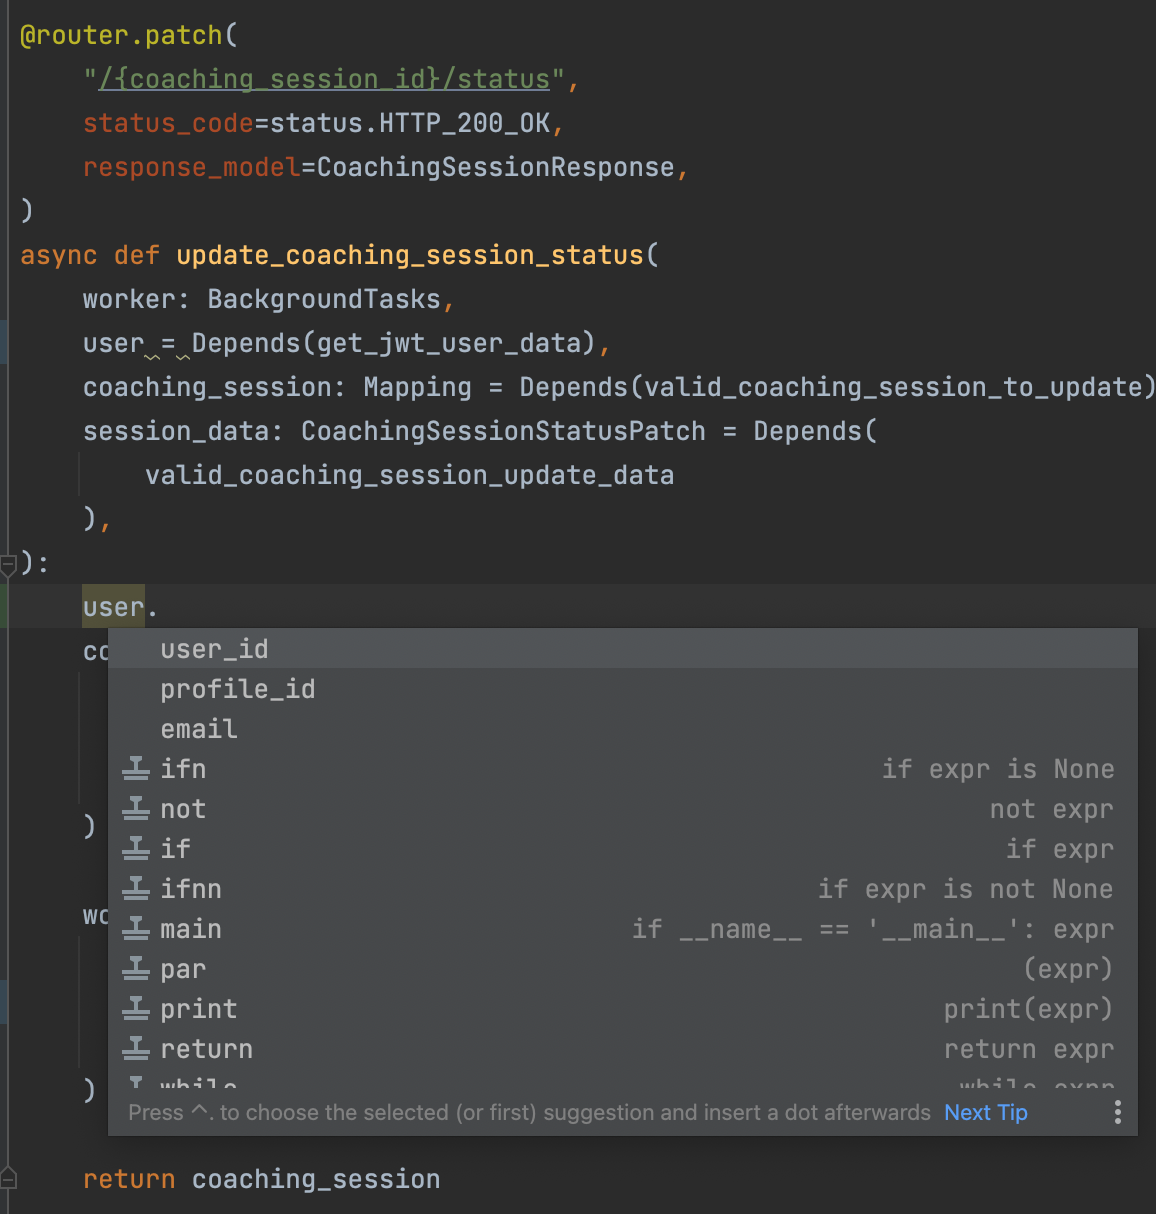 @router.patch(
"/{coaching_session_id}/status",
status_code=status.HTTP_200_OK,
response_model=CoachingSessionResponse,
)
async def update_coaching_session_status(
worker: BackgroundTasks,
user = Depends(get_jwt_user_data),
coaching_session: Mapping = Depends(valid_coaching_session_to_update)
session_data: CoachingSessionStatusPatch = Depends(
valid_coaching_session_update_data
),
):
user.
user_id
profile_id
email
ifn if expr is None
not not expr
if if expr
ifnn if expr is not None
main if __name__ == '__main__': expr
par (expr)
)
print print(expr)
return return expr
while while expr
)
Press ^. to choose the selected (or first) suggestion and insert a dot afterwards Next Tip
return coaching_session